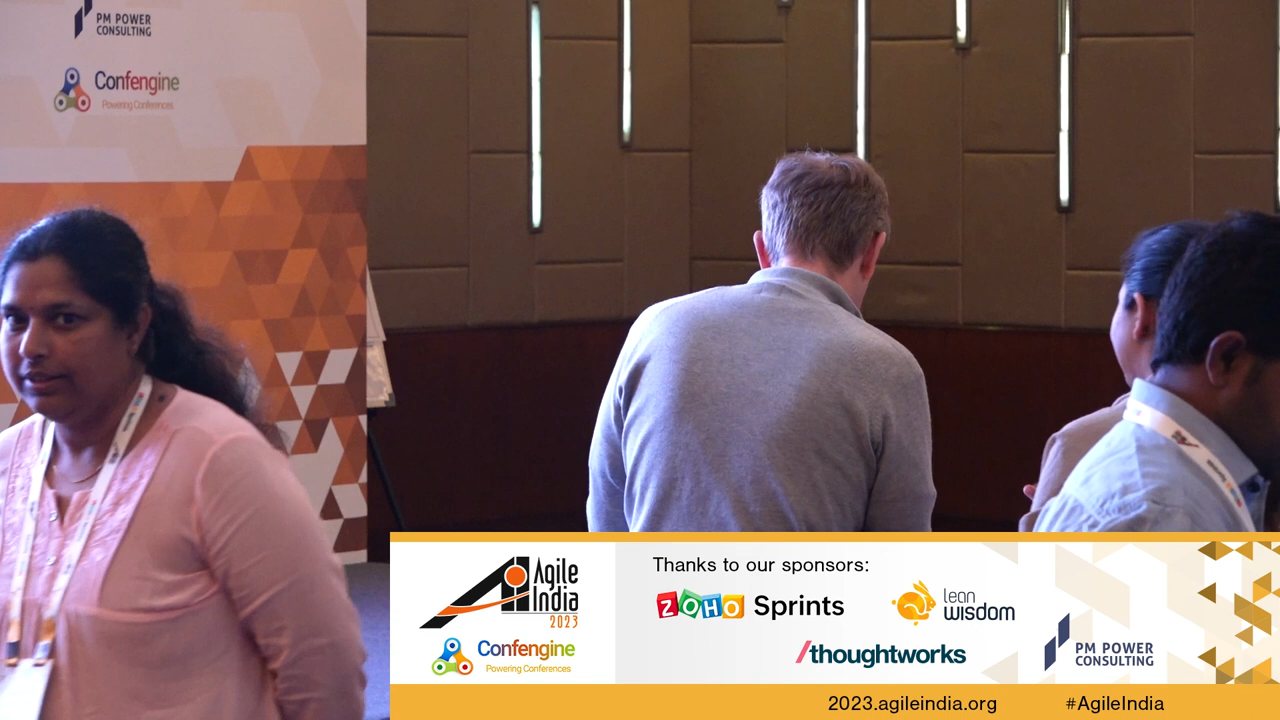 PM POWER
CONSULTING
Confengine
Powering Conferences
Agile
India
2023
Confengine
Powering Conferences
Thanks to our sponsors:
ZOHO Sprints
lean
wisdom
/thoughtworks
PM POWER
CONSULTING
2023.agileindia.org
#AgileIndia